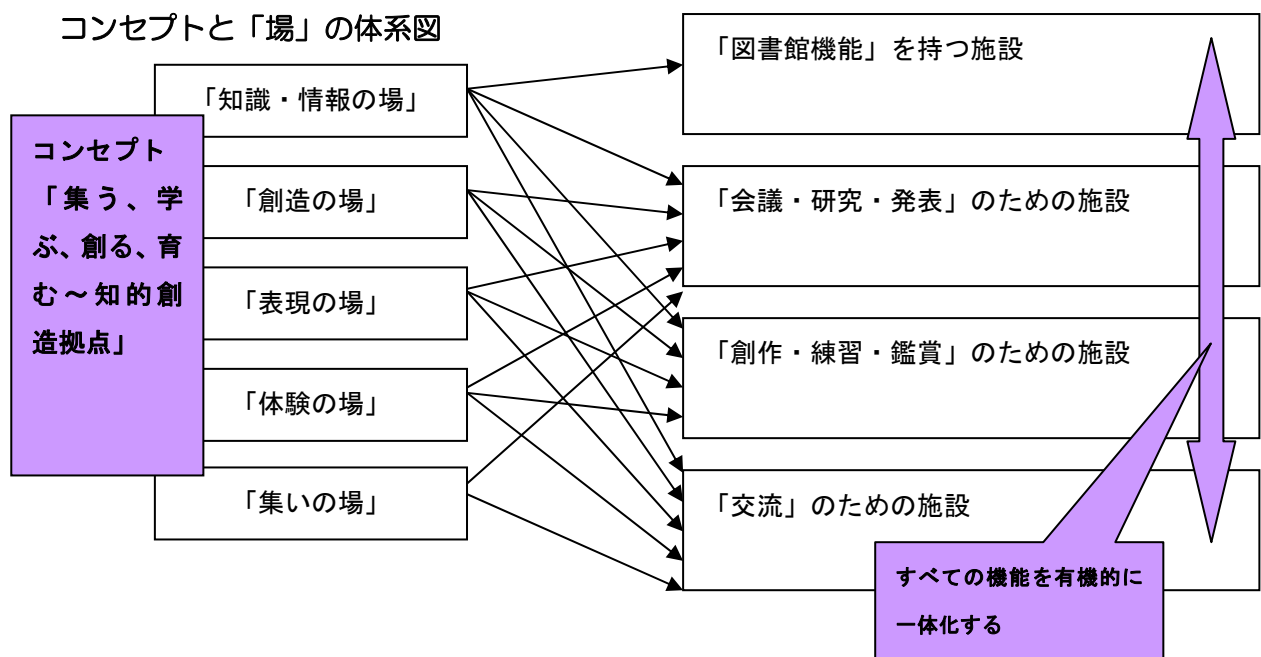 コンセプトと「場」の体系図
「知識・情報の場」
コンセプト
「集う、学
ぶ、創る、育
む~知的創
造拠点」
「創造の場」
「表現の場」
「体験の場」
「集いの場」
「図書館機能」を持つ施設
「会議・研究・発表」のための施設
「創作・練習・鑑賞」のための施設
「交流」のための施設
すべての機能を有機的に
一体化する